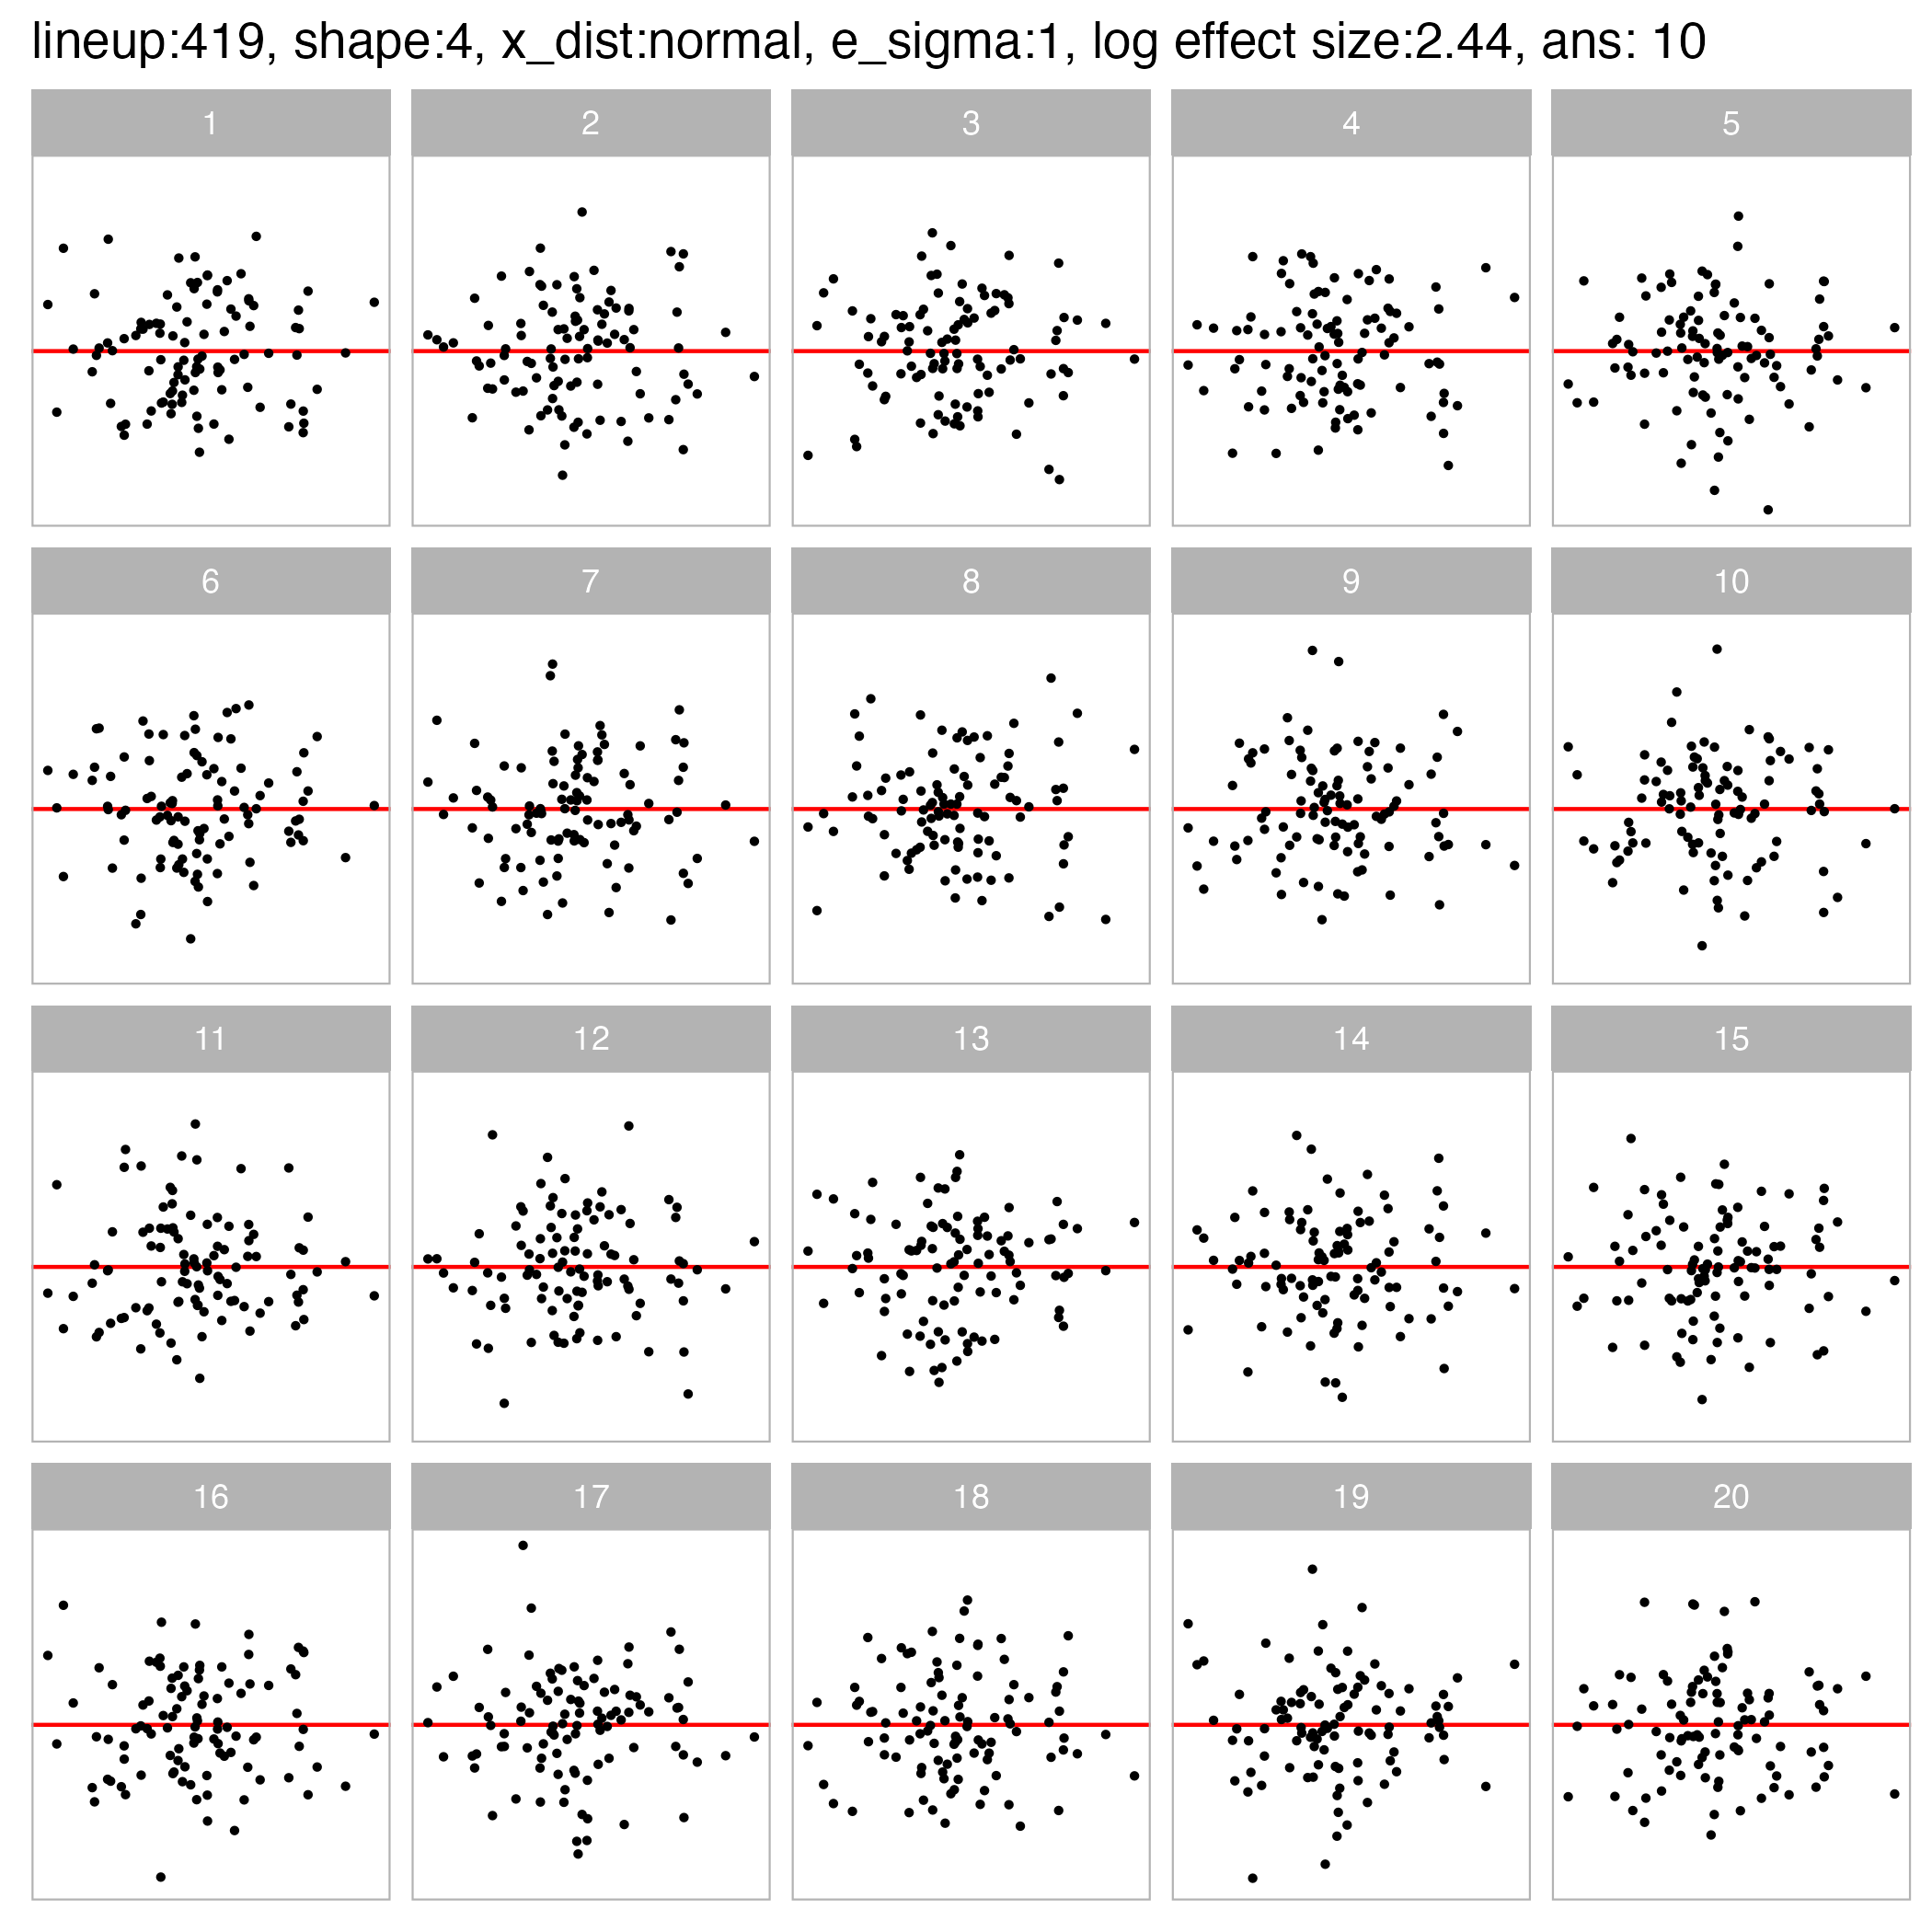 lineup:419, shape:4, x_dist:normal, e_sigma:1, log effect size:2.44, ans: 10
1 2 3 4 5
6 7 8 9 10
11 12 13 14 15
16 17 18 19 20